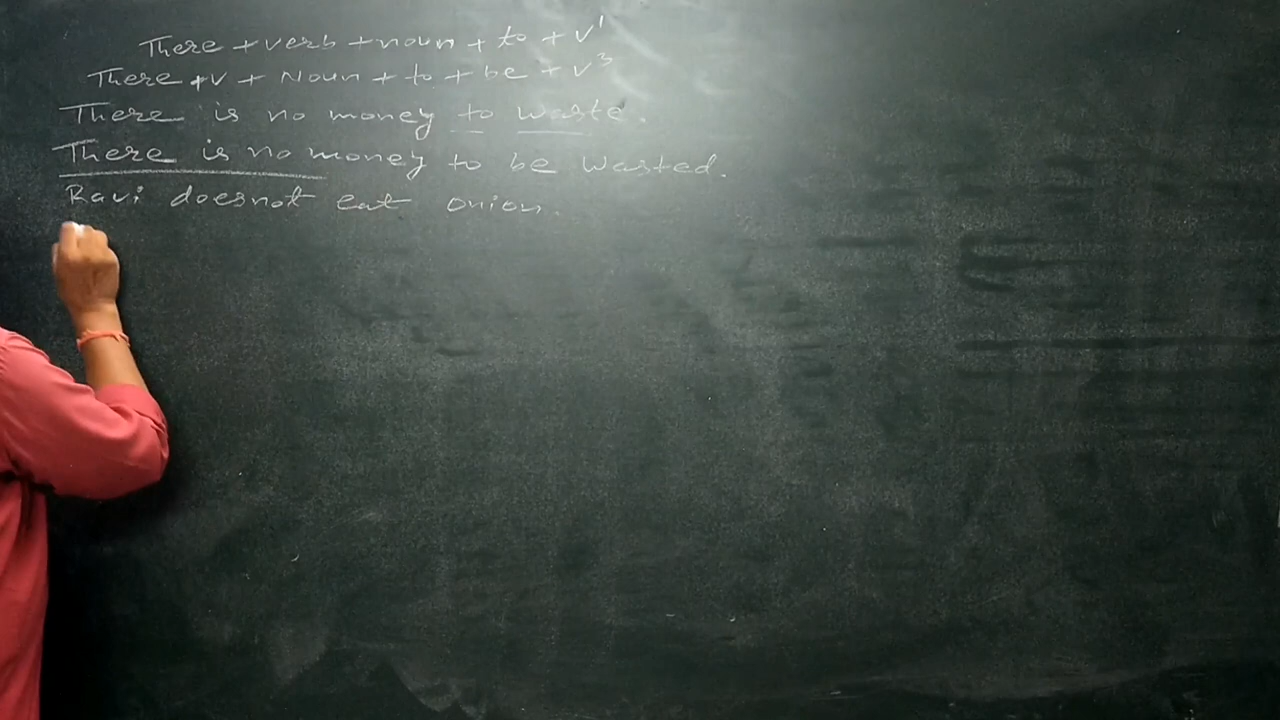 There + verb + noun + to + v¹
There + v + Noun + to + be + v³
There is no money to waste.
There is no money to be wasted.
Ravi doesnot eat onion.